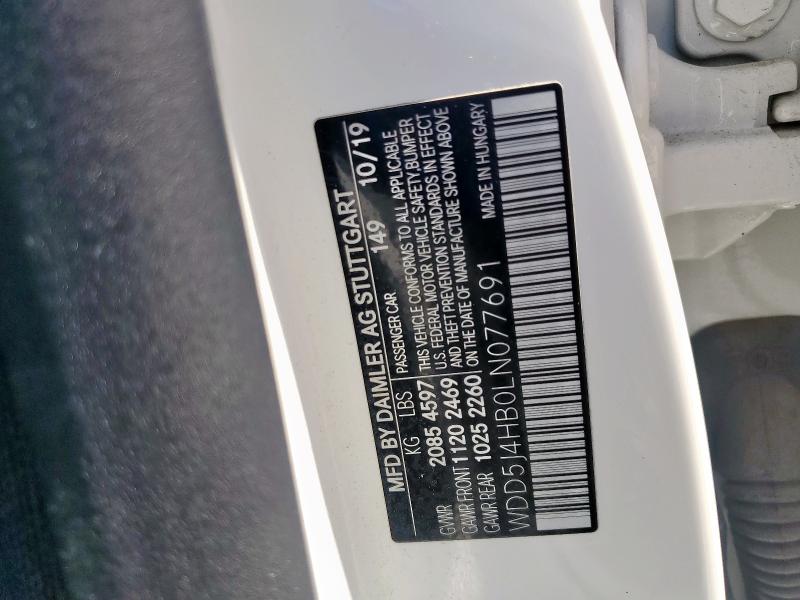 MFD BY DAIMLER AG STUTTGART
149 10/19
KG LBS PASSENGER CAR
GVWR 2085 4597
GAWR FRONT 1120 2469
GAWR REAR 1025 2260
THIS VEHICLE CONFORMS TO ALL APPLICABLE
U.S. FEDERAL MOTOR VEHICLE SAFETY, BUMPER
AND THEFT PREVENTION STANDARDS IN EFFECT
ON THE DATE OF MANUFACTURE SHOWN ABOVE
WDD5J4HB0LN077691 MADE IN HUNGARY